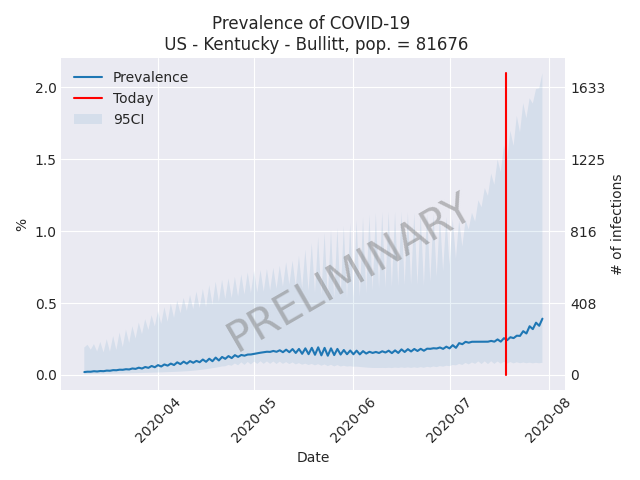 Prevalence of COVID-19
US - Kentucky - Bullitt, pop. = 81676
Prevalence
Today
95CI
2.0
1.5
1.0
0.5
0.0
%
1633
1225
816
408
0
# of infections
PRELIMINARY
2020-04
2020-05
2020-06
2020-07
2020-08
Date